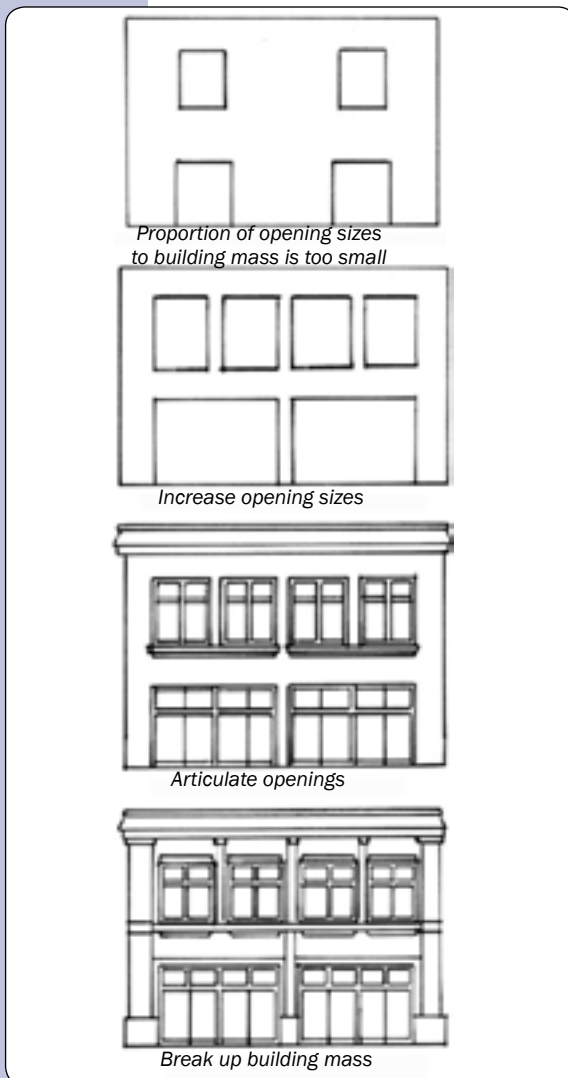 Proportion of opening sizes
to building mass is too small
Increase opening sizes
Articulate openings
Break up building mass